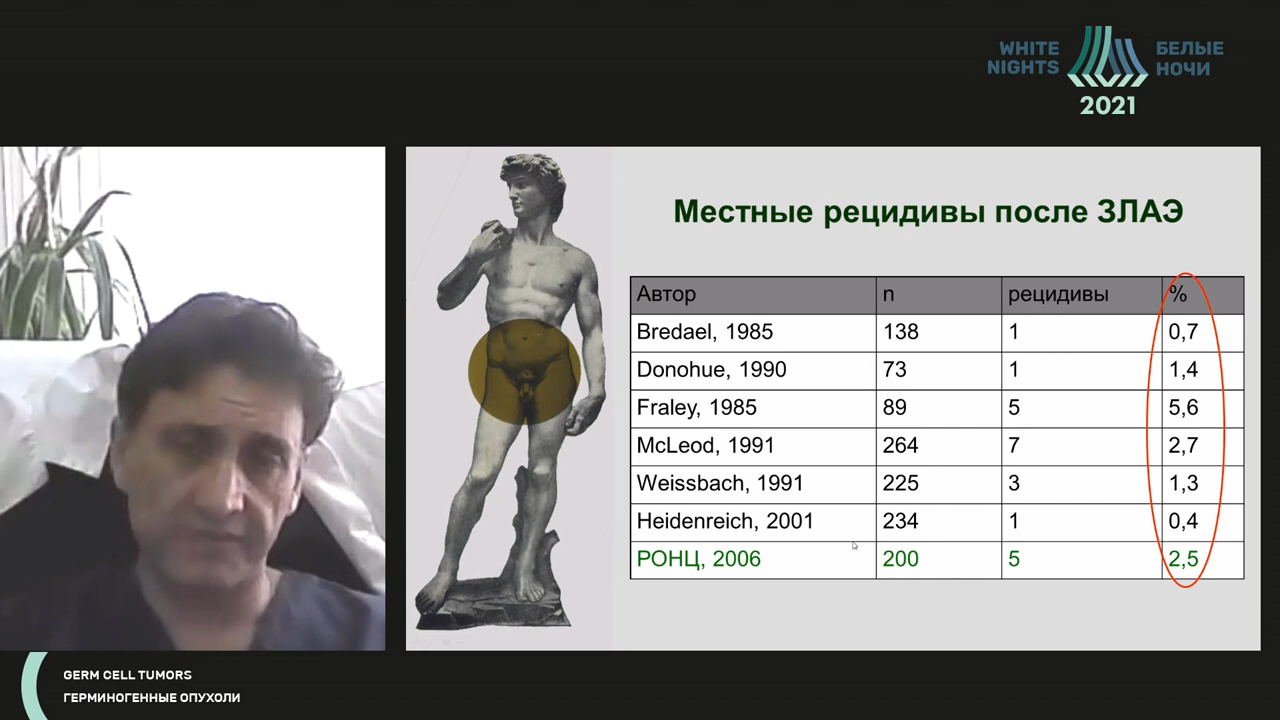 WHITE
NIGHTS
БЕЛЫЕ
НОЧИ
2021
Местные рецидивы после ЗЛАЭ
Автор n рецидивы %
Bredael, 1985 138 1 0,7
Donohue, 1990 73 1 1,4
Fraley, 1985 89 5 5,6
McLeod, 1991 264 7 2,7
Weissbach, 1991 225 3 1,3
Heidenreich, 2001 234 1 0,4
РОНЦ, 2006 200 5 2,5
GERM CELL TUMORS
ГЕРМИНОГЕННЫЕ ОПУХОЛИ